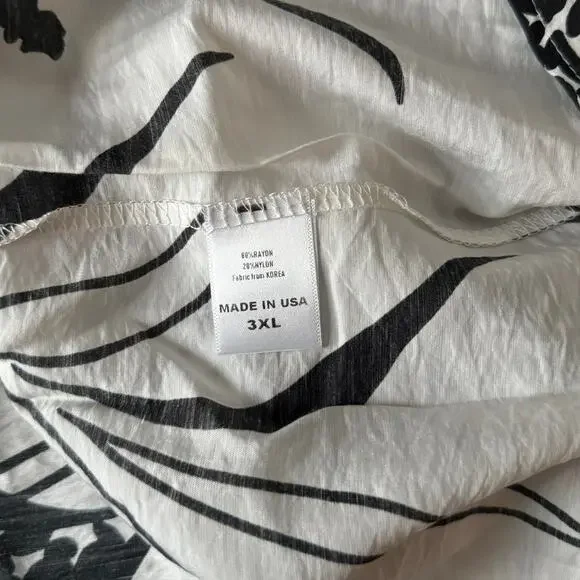 80%RAYON
20%NYLON
Fabric from KOREA
MADE IN USA
3XL